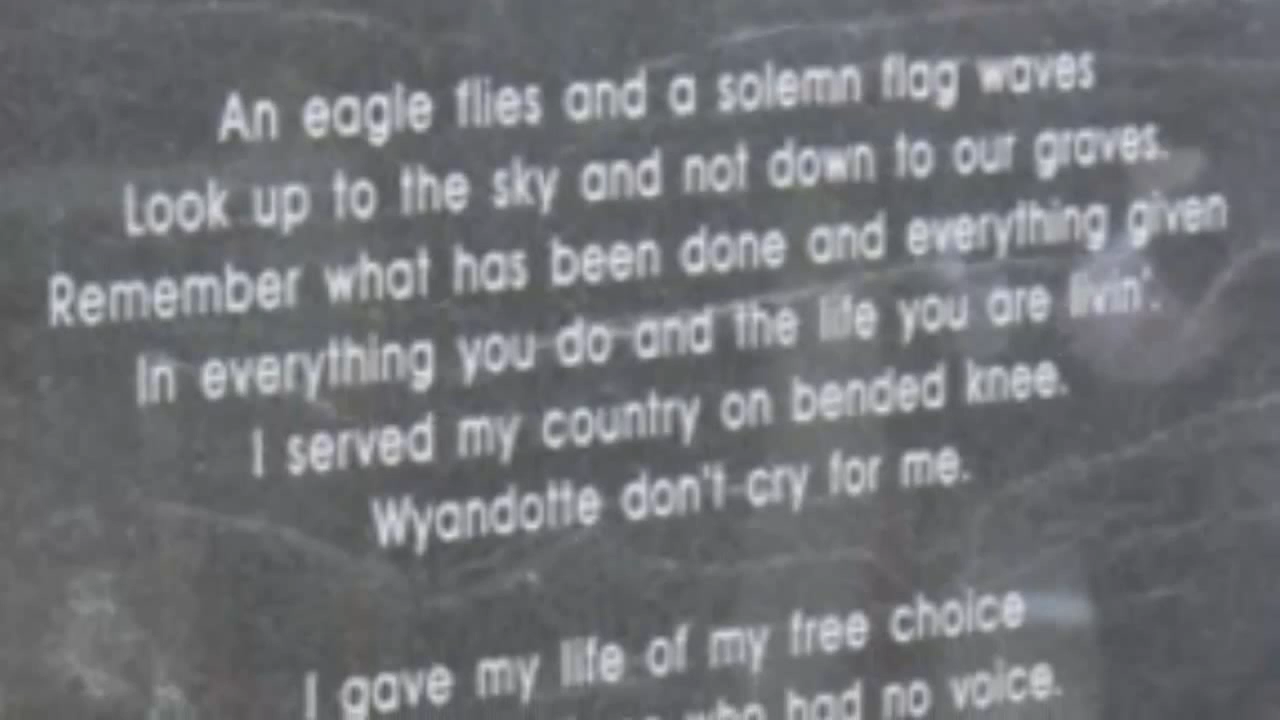 An eagle flies and a solemn flag waves
Look up to the sky and not down to our graves.
Remember what has been done and everything given
In everything you do and the life you are livin'.
I served my country on bended knee.
Wyandotte don't cry for me.
I gave my life of my free choice
who had no voice.